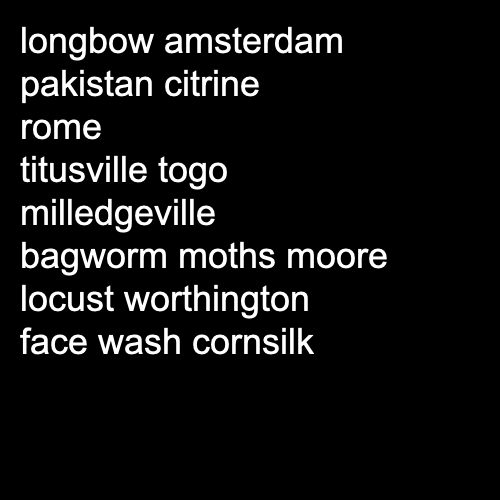 longbow amsterdam
pakistan citrine
rome
titusville togo
milledgeville
bagworm moths moore
locust worthington
face wash cornsilk